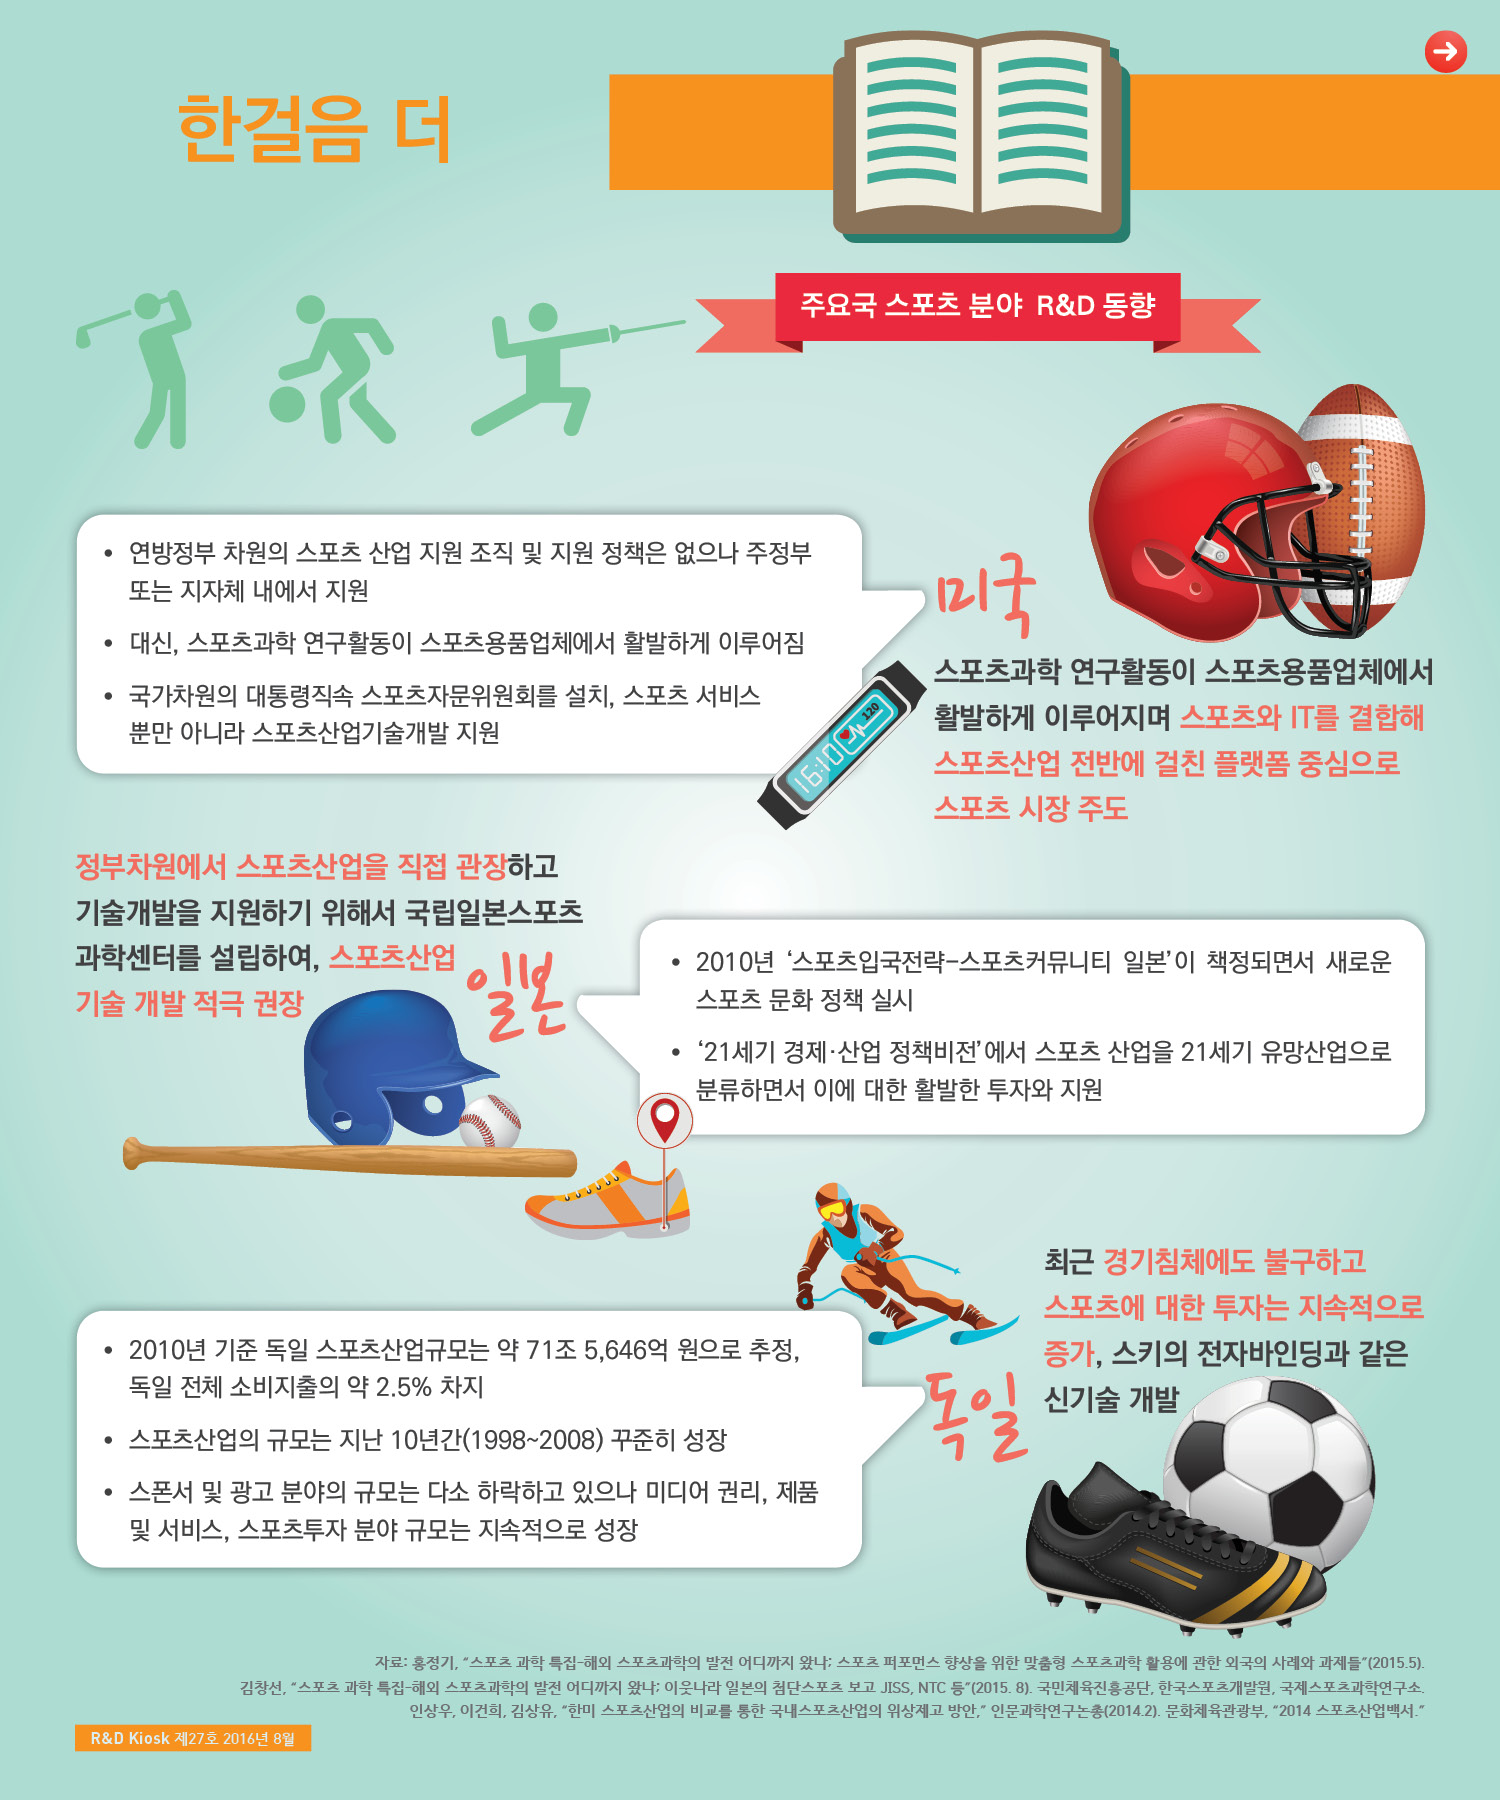 한걸음 더
주요국 스포츠 분야 R&D 동향
• 연방정부 차원의 스포츠 산업 지원 조직 및 지원 정책은 없으나 주정부
또는 지자체 내에서 지원
• 대신, 스포츠과학 연구활동이 스포츠용품업체에서 활발하게 이루어짐
• 국가차원의 대통령직속 스포츠자문위원회를 설치, 스포츠 서비스
뿐만 아니라 스포츠산업기술개발 지원
미국
16:10
120
스포츠과학 연구활동이 스포츠용품업체에서
활발하게 이루어지며 스포츠와 IT를 결합해
스포츠산업 전반에 걸친 플랫폼 중심으로
스포츠 시장 주도
정부차원에서 스포츠산업을 직접 관장하고
기술개발을 지원하기 위해서 국립일본스포츠
과학센터를 설립하여, 스포츠산업
기술 개발 적극 권장
일본
• 2010년 ‘스포츠입국전략-스포츠커뮤니티 일본’이 책정되면서 새로운
스포츠 문화 정책 실시
• ‘21세기 경제·산업 정책비전’에서 스포츠 산업을 21세기 유망산업으로
분류하면서 이에 대한 활발한 투자와 지원
최근 경기침체에도 불구하고
스포츠에 대한 투자는 지속적으로
증가, 스키의 전자바인딩과 같은
신기술 개발
독일
• 2010년 기준 독일 스포츠산업규모는 약 71조 5,646억 원으로 추정,
독일 전체 소비지출의 약 2.5% 차지
• 스포츠산업의 규모는 지난 10년간(1998~2008) 꾸준히 성장
• 스폰서 및 광고 분야의 규모는 다소 하락하고 있으나 미디어 권리, 제품
및 서비스, 스포츠투자 분야 규모는 지속적으로 성장
자료: 홍정기, “스포츠 과학 특집-해외 스포츠과학의 발전 어디까지 왔나; 스포츠 퍼포먼스 향상을 위한 맞춤형 스포츠과학 활용에 관한 외국의 사례와 과제들”(2015.5).
김창선, “스포츠 과학 특집-해외 스포츠과학의 발전 어디까지 왔나; 이웃나라 일본의 첨단스포츠 보고 JISS, NTC 등”(2015. 8). 국민체육진흥공단, 한국스포츠개발원, 국제스포츠과학연구소.
인상우, 이건희, 김상유, “한미 스포츠산업의 비교를 통한 국내스포츠산업의 위상제고 방안,” 인문과학연구논총(2014.2). 문화체육관광부, “2014 스포츠산업백서.”
R&D Kiosk 제27호 2016년 8월